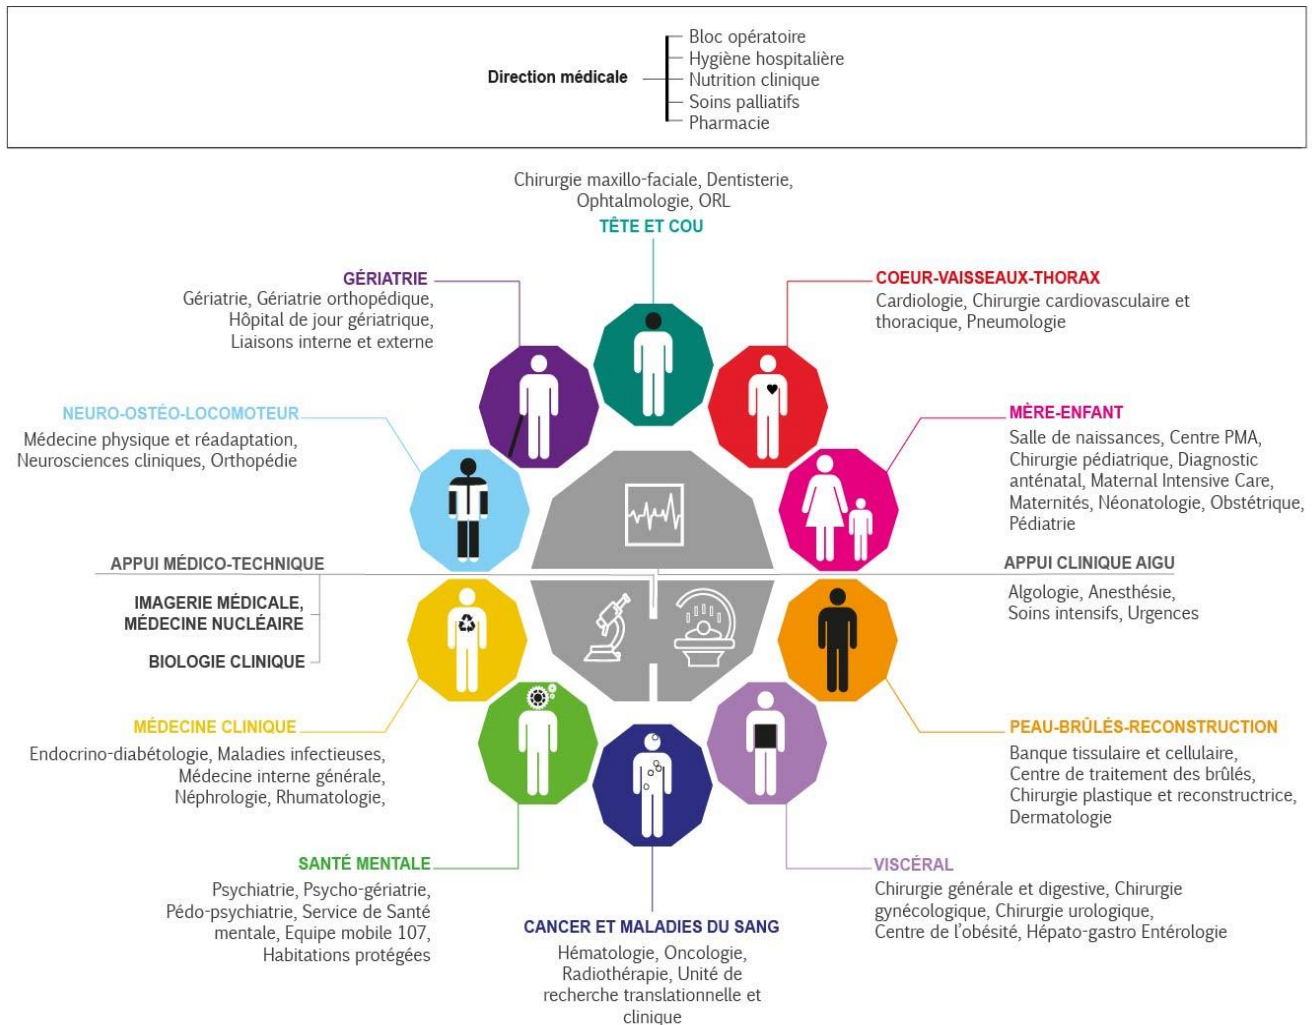 Direction médicale
Bloc opératoire
Hygiène hospitalière
Nutrition clinique
Soins palliatifs
Pharmacie
Chirurgie maxillo-faciale, Dentisterie,
Ophtalmologie, ORL
TÊTE ET COU
GÉRIATRIE
Gériatrie, Gériatrie orthopédique,
Hôpital de jour gériatrique,
Liaisons interne et externe
COEUR-VAISSEAUX-THORAX
Cardiologie, Chirurgie cardiovasculaire et
thoracique, Pneumologie
NEURO-OSTÉO-LOCOMOTEUR
Médecine physique et réadaptation,
Neurosciences cliniques, Orthopédie
MÈRE-ENFANT
Salle de naissances, Centre PMA,
Chirurgie pédiatrique, Diagnostic
anténatal, Maternal Intensive Care,
Maternités, Néonatologie, Obstétrique,
Pédiatrie
APPUI MÉDICO-TECHNIQUE
IMAGERIE MÉDICALE,
MÉDECINE NUCLÉAIRE
BIOLOGIE CLINIQUE
APPUI CLINIQUE AIGU
Algologie, Anesthésie,
Soins intensifs, Urgences
MÉDECINE CLINIQUE
Endocrino-diabétologie, Maladies infectieuses,
Médecine interne générale,
Néphrologie, Rhumatologie,
PEAU-BRÛLÉS-RECONSTRUCTION
Banque tissulaire et cellulaire,
Centre de traitement des brûlés,
Chirurgie plastique et reconstructrice,
Dermatologie
SANTÉ MENTALE
Psychiatrie, Psycho-gériatrie,
Pédo-psychiatrie, Service de Santé
mentale, Equipe mobile 107,
Habitations protégées
CANCER ET MALADIES DU SANG
Hématologie, Oncologie,
Radiothérapie, Unité de
recherche translationnelle et
clinique
VISCÉRAL
Chirurgie générale et digestive, Chirurgie
gynécologique, Chirurgie urologique,
Centre de l'obésité, Hépato-gastro Entérologie